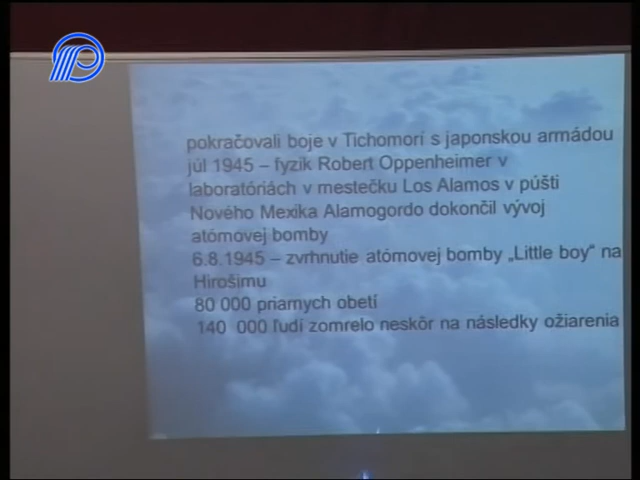 pokračovali boje v Tichomorí s japonskou armádou
júl 1945 – fyzik Robert Oppenheimer v
laboratóriách v mestečku Los Alamos v púšti
Nového Mexika Alamogordo dokončil vývoj
atómovej bomby
6.8.1945 – zvrhnutie atómovej bomby „Little boy“ na
Hirošimu
80 000 priamych obetí
140 000 ľudí zomrelo neskôr na následky ožiarenia